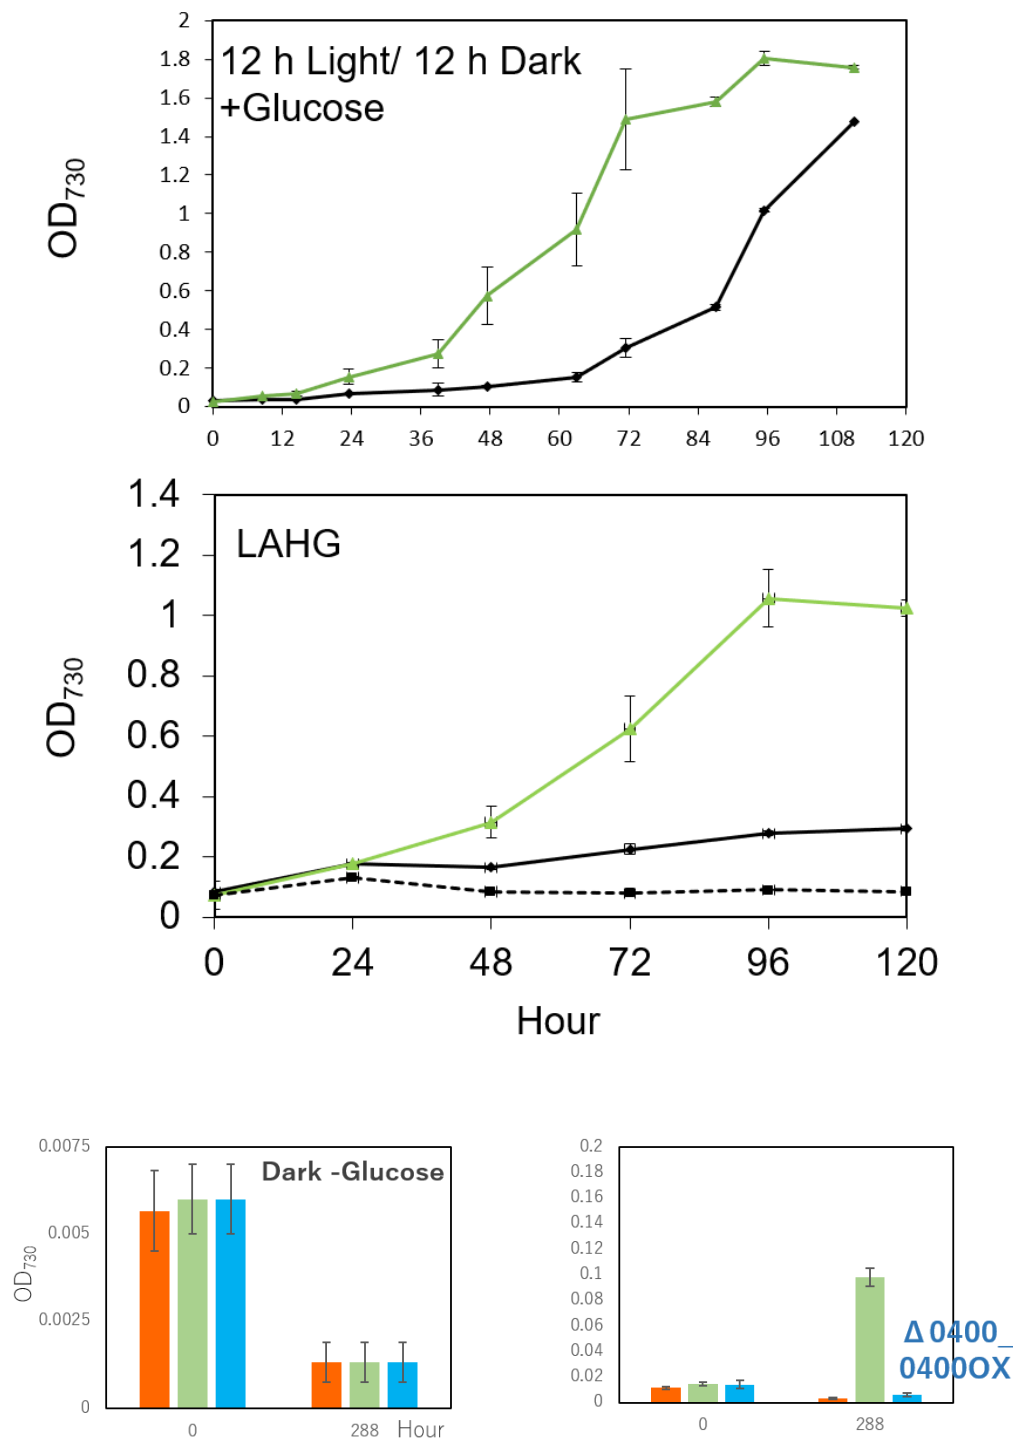 2
1.8
1.6
1.4
1.2
1
0.8
0.6
0.4
0.2
0
12 h Light/ 12 h Dark
+Glucose
OD730
0 12 24 36 48 60 72 84 96 108 120
1.4
1.2
1
0.8
0.6
0.4
0.2
0
LAHG
OD730
0 24 48 72 96 120
Hour
0.0075
0.005
0.0025
0
Dark -Glucose
OD730
0 288 Hour
0.2
0.18
0.16
0.14
0.12
0.1
0.08
0.06
0.04
0.02
0
Δ0400_
0400OX
0 288